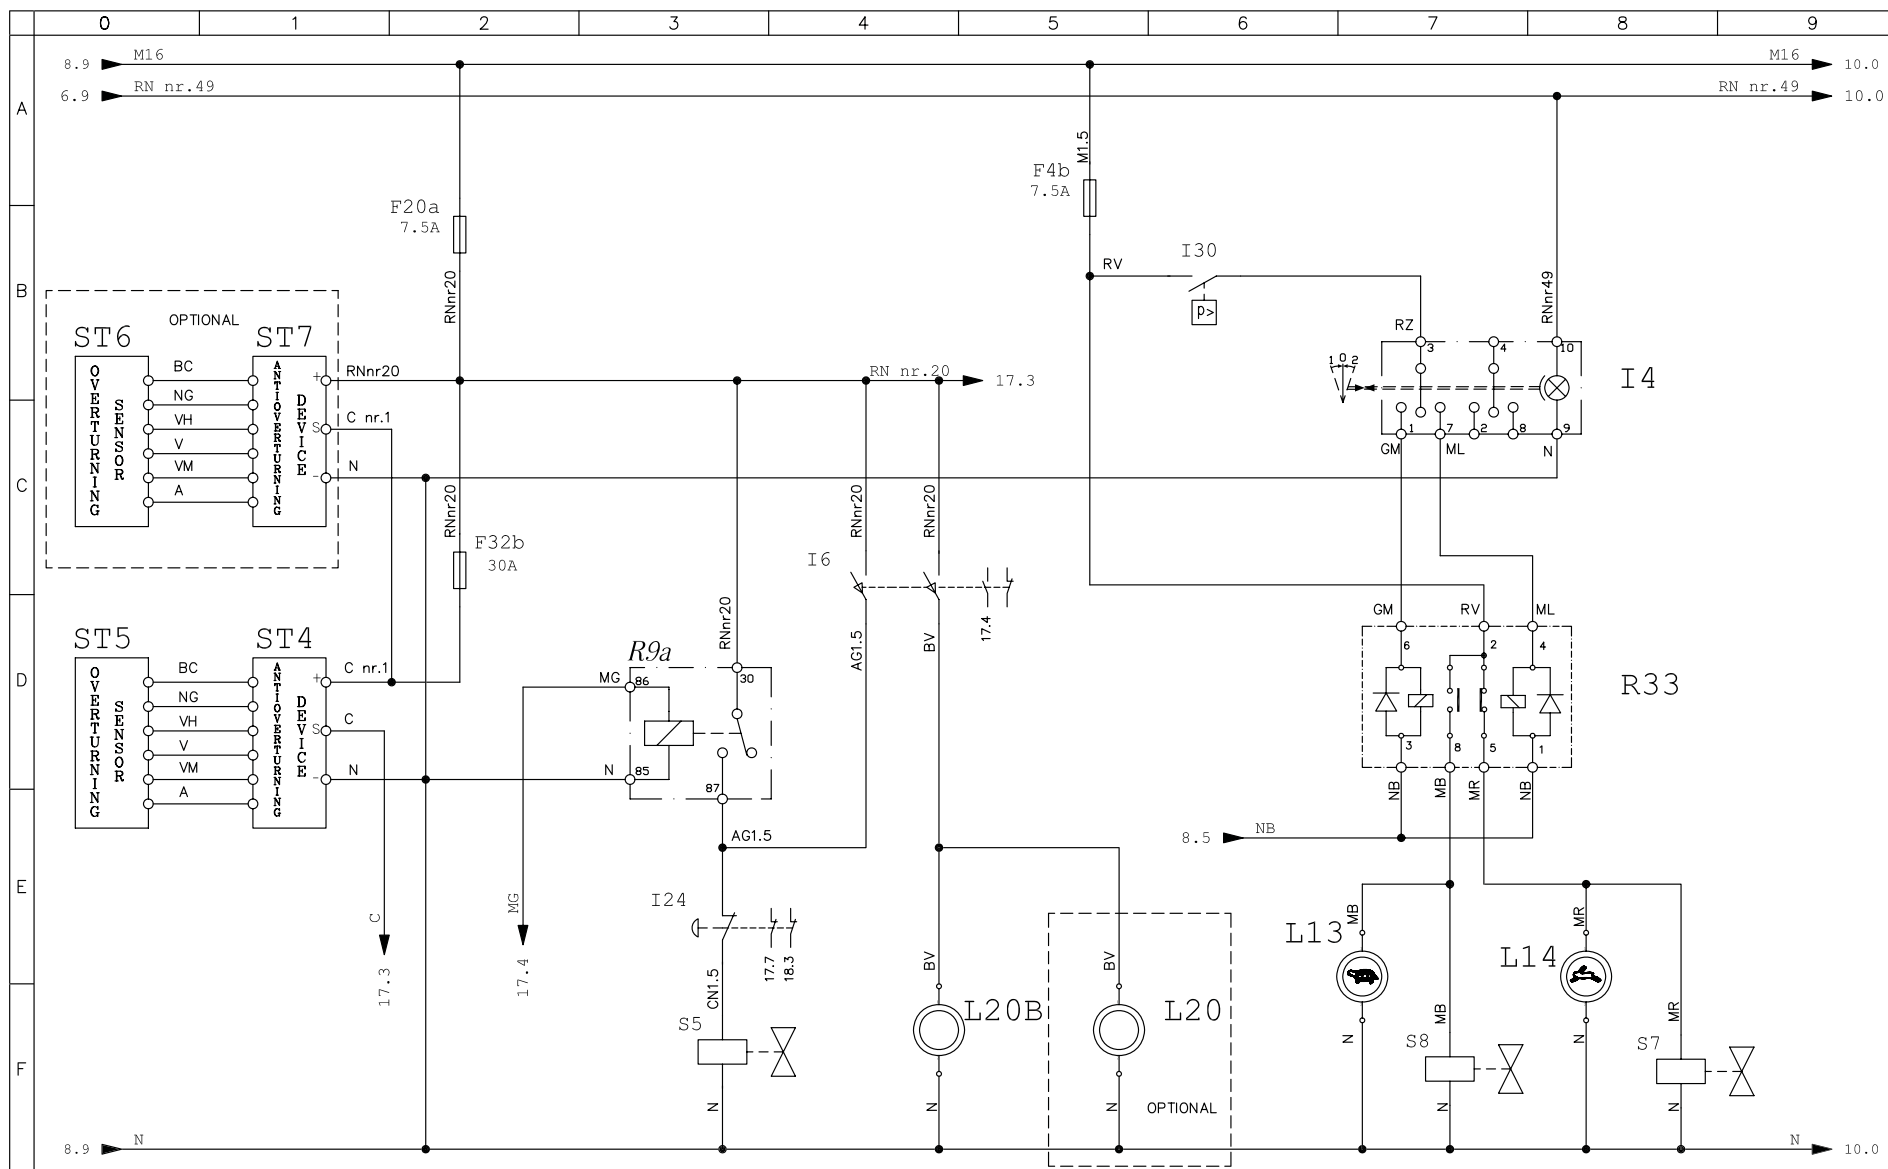 0 1 2 3 4 5 6 7 8 9
A
B
C
D
E
F
8.9 M16 M16 10.0
6.9 RN nr.49 RN nr.49 10.0
M1.5
F4b
7.5A
F20a
7.5A
RNnr20
RV
I30
p>
RNnr49
OPTIONAL
ST6
ST7
OVERTURNING
SENSOR
BC
NG
VH
V
VM
A
ANTIOVERTURNING
DEVICE
+
S
-
RNnr20
C nr.1
N
RN nr.20
17.3
RZ
3 4 10
1 0 2
I4
1 7 2 8 9
GM ML N
RNnr20
RNnr20
RNnr20
F32b
30A
I6
17.4
RNnr20
AG1.5
BV
ST5
ST4
OVERTURNING
SENSOR
BC
NG
VH
V
VM
A
ANTIOVERTURNING
DEVICE
+
S
-
C nr.1
C
N
R9a
MG
86
30
N
85
87
AG1.5
GM RV ML
6 2 4
R33
3 8 5 1
NB
MB
MR
NB
8.5 NB
C
17.3
MG
17.4
I24
17.7
18.3
CN1.5
S5
N
BV
L20B
N
BV
L20
N
OPTIONAL
MB
L13
N
MB
S8
N
MR
L14
N
MR
S7
N
8.9 N N 10.0